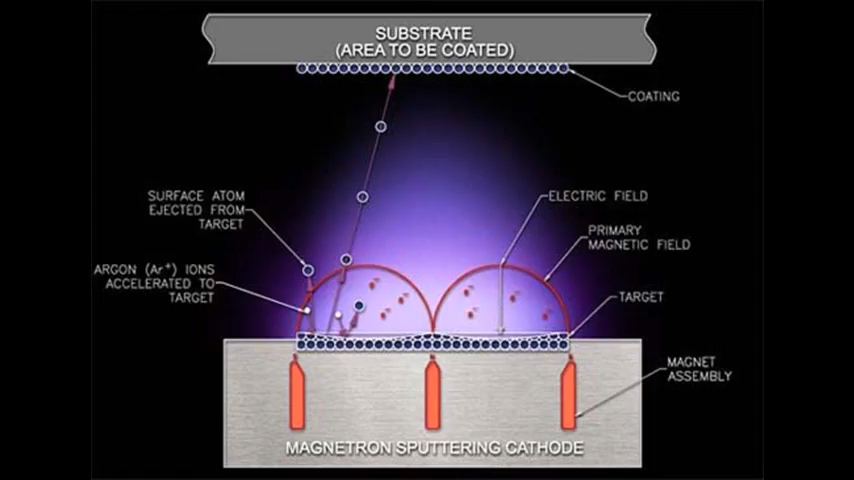 SUBSTRATE
(AREA TO BE COATED)
COATING
SURFACE ATOM
EJECTED FROM
TARGET
ELECTRIC FIELD
PRIMARY
MAGNETIC FIELD
ARGON (Ar⁺) IONS
ACCELERATED TO
TARGET
TARGET
MAGNET
ASSEMBLY
MAGNETRON SPUTTERING CATHODE